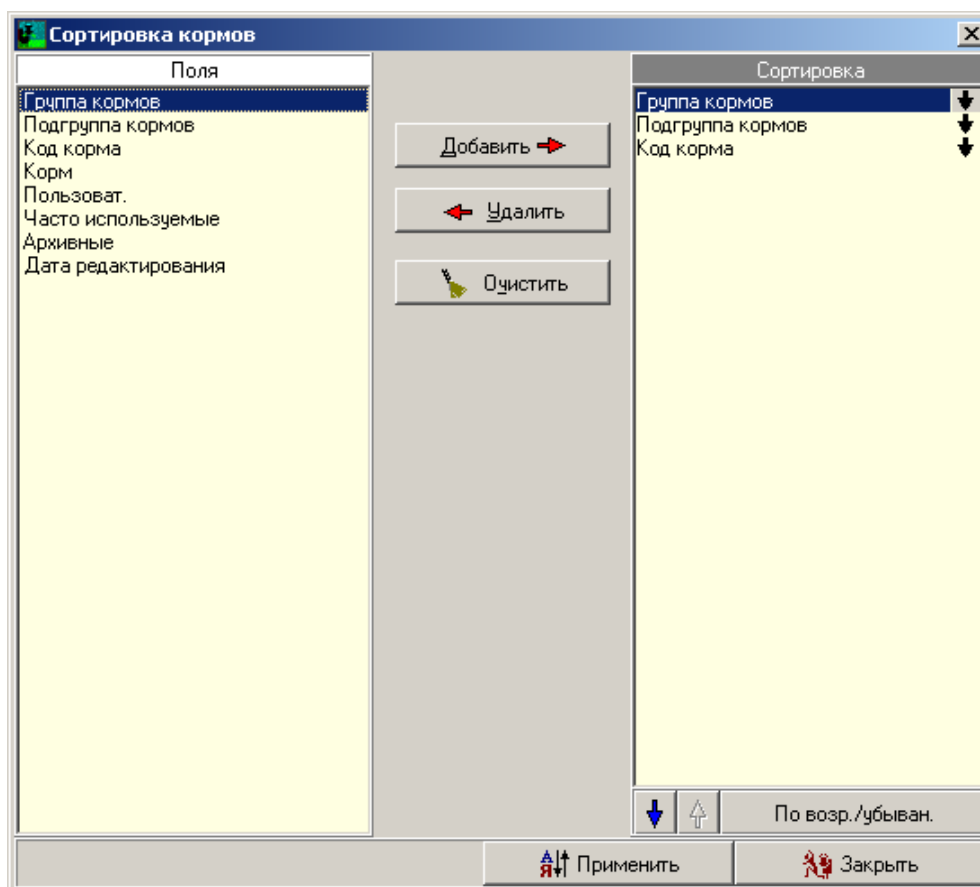 Сортировка кормов
Поля
Группа кормов
Подгруппа кормов
Код корма
Корм
Пользоват.
Часто используемые
Архивные
Дата редактирования
Добавить
Удалить
Очистить
Сортировка
Группа кормов
Подгруппа кормов
Код корма
По возр./убыван.
Применить
Закрыть